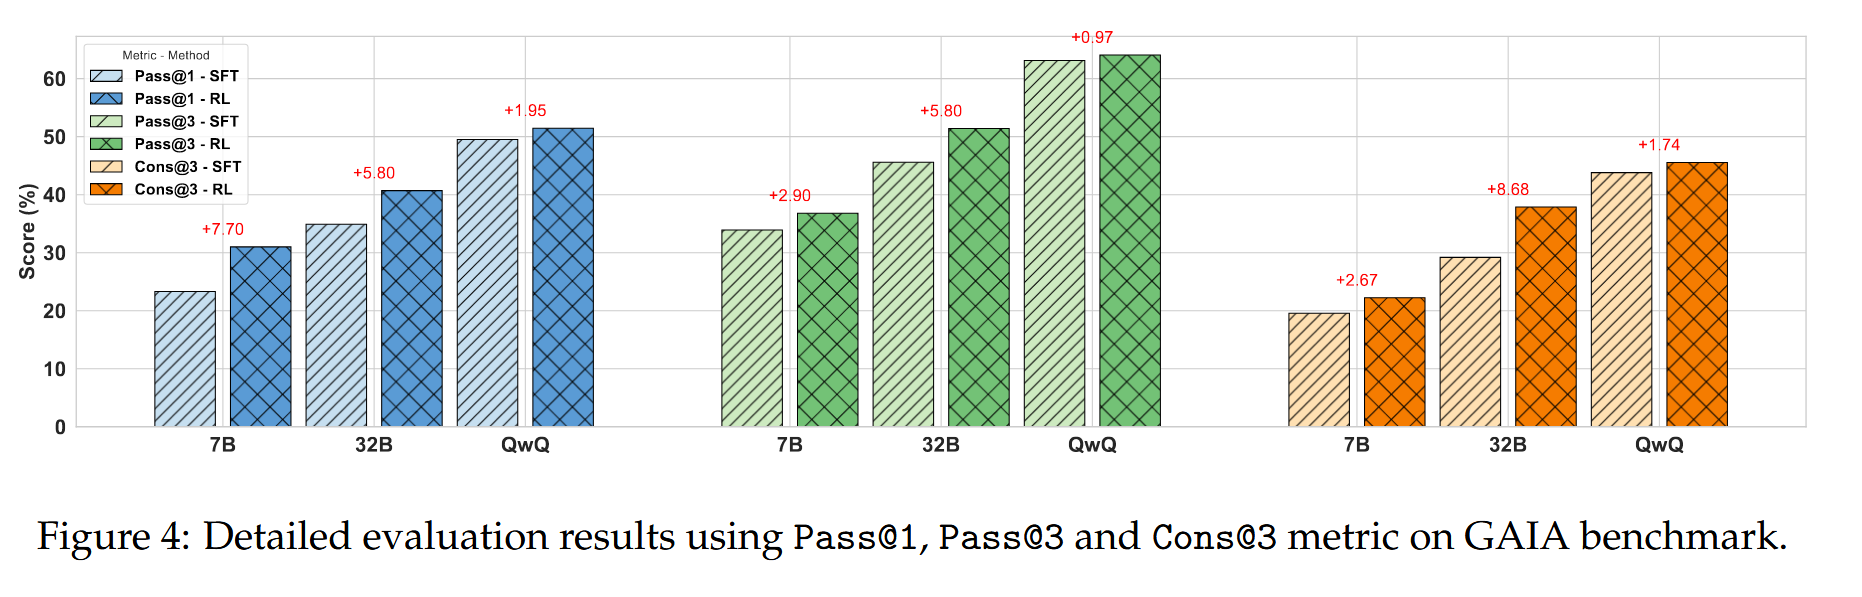 Metric - Method
Pass@1 - SFT
Pass@1 - RL
Pass@3 - SFT
Pass@3 - RL
Cons@3 - SFT
Cons@3 - RL
Score (%)
60
50
40
30
20
10
0
+7.70
+5.80
+1.95
+2.90
+5.80
+0.97
+2.67
+8.68
+1.74
7B 32B QwQ 7B 32B QwQ 7B 32B QwQ
Figure 4: Detailed evaluation results using Pass@1, Pass@3 and Cons@3 metric on GAIA benchmark.